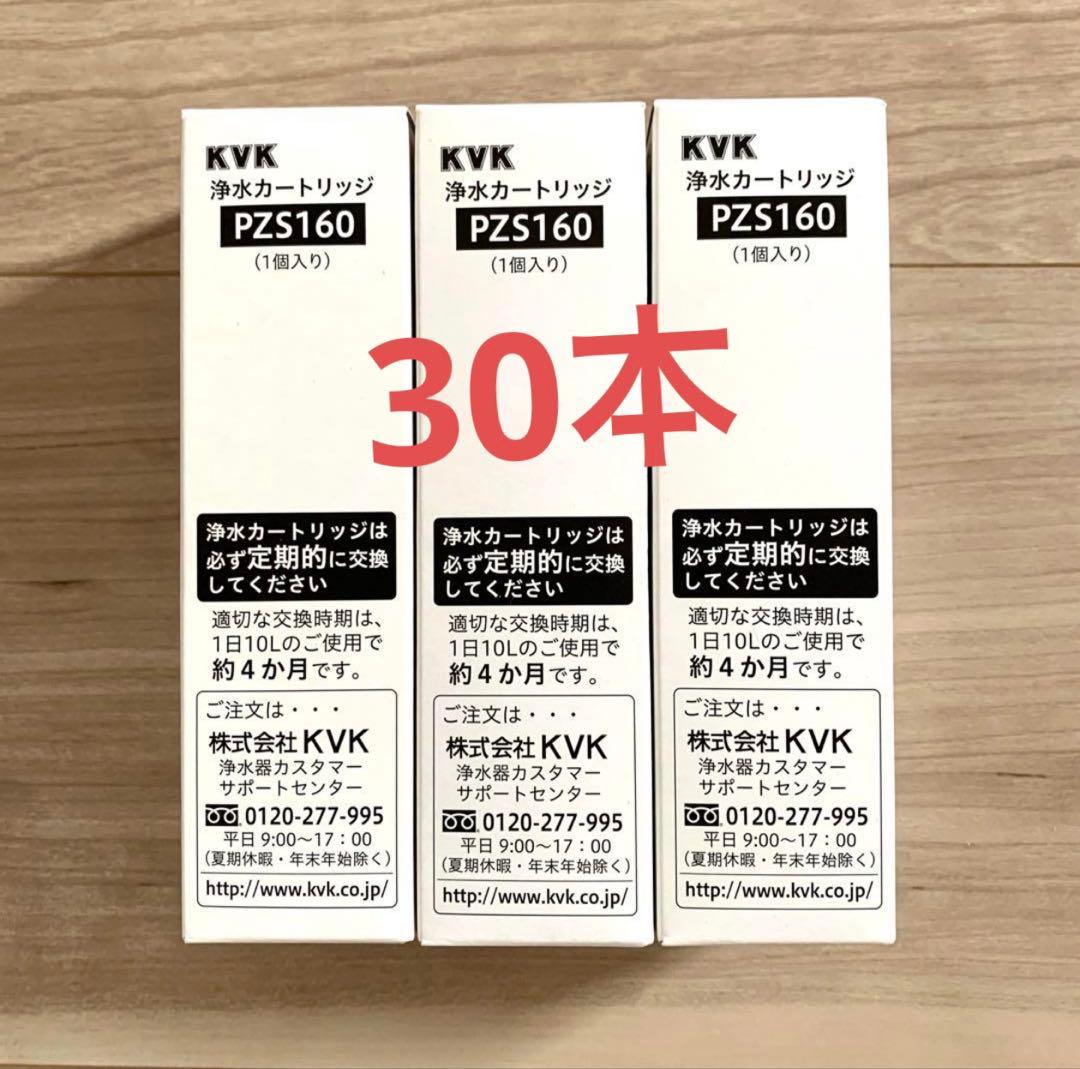 KVK
浄水カートリッジ
PZS160
(1個入り)
浄水カートリッジは
必ず定期的に交換
してください
適切な交換時期は、
1日10Lのご使用で
約4か月です。
ご注文は・・・
株式会社KVK
浄水器カスタマー
サポートセンター
0120-277-995
平日 9:00〜17:00
(夏期休暇・年末年始除く)
http://www.kvk.co.jp/
KVK
浄水カートリッジ
PZS160
(1個入り)
浄水カートリッジは
必ず定期的に交換
してください
適切な交換時期は、
1日10Lのご使用で
約4か月です。
ご注文は・・・
株式会社KVK
浄水器カスタマー
サポートセンター
0120-277-995
平日 9:00〜17:00
(夏期休暇・年末年始除く)
http://www.kvk.co.jp/
KVK
浄水カートリッジ
PZS160
(1個入り)
浄水カートリッジは
必ず定期的に交換
してください
適切な交換時期は、
1日10Lのご使用で
約4か月です。
ご注文は・・・
株式会社KVK
浄水器カスタマー
サポートセンター
0120-277-995
平日 9:00〜17:00
(夏期休暇・年末年始除く)
http://www.kvk.co.jp/
30本